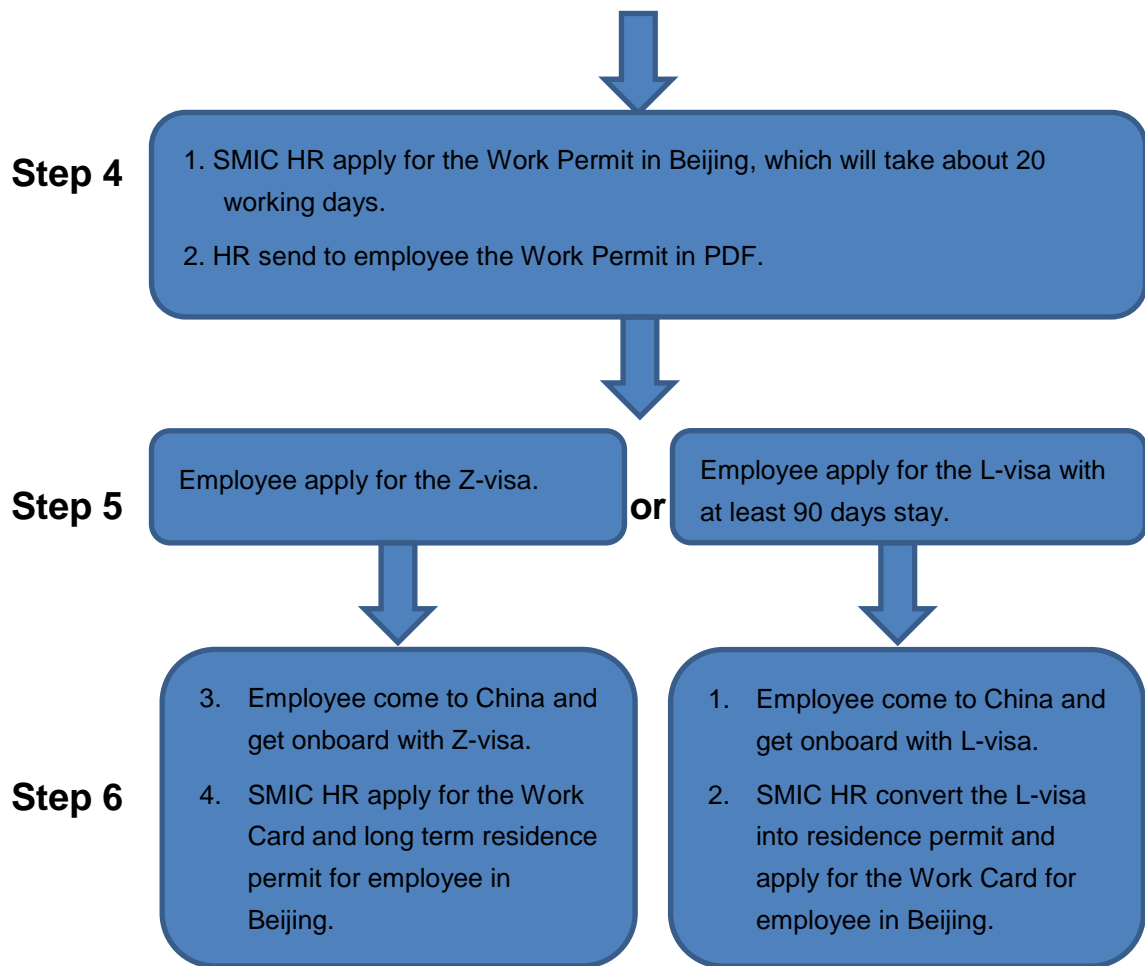 Step 4
1. SMIC HR apply for the Work Permit in Beijing, which will take about 20
working days.
2. HR send to employee the Work Permit in PDF.
Step 5
Employee apply for the Z-visa.
or
Employee apply for the L-visa with
at least 90 days stay.
Step 6
3. Employee come to China and
get onboard with Z-visa.
4. SMIC HR apply for the Work
Card and long term residence
permit for employee in
Beijing.
1. Employee come to China and
get onboard with L-visa.
2. SMIC HR convert the L-visa
into residence permit and
apply for the Work Card for
employee in Beijing.